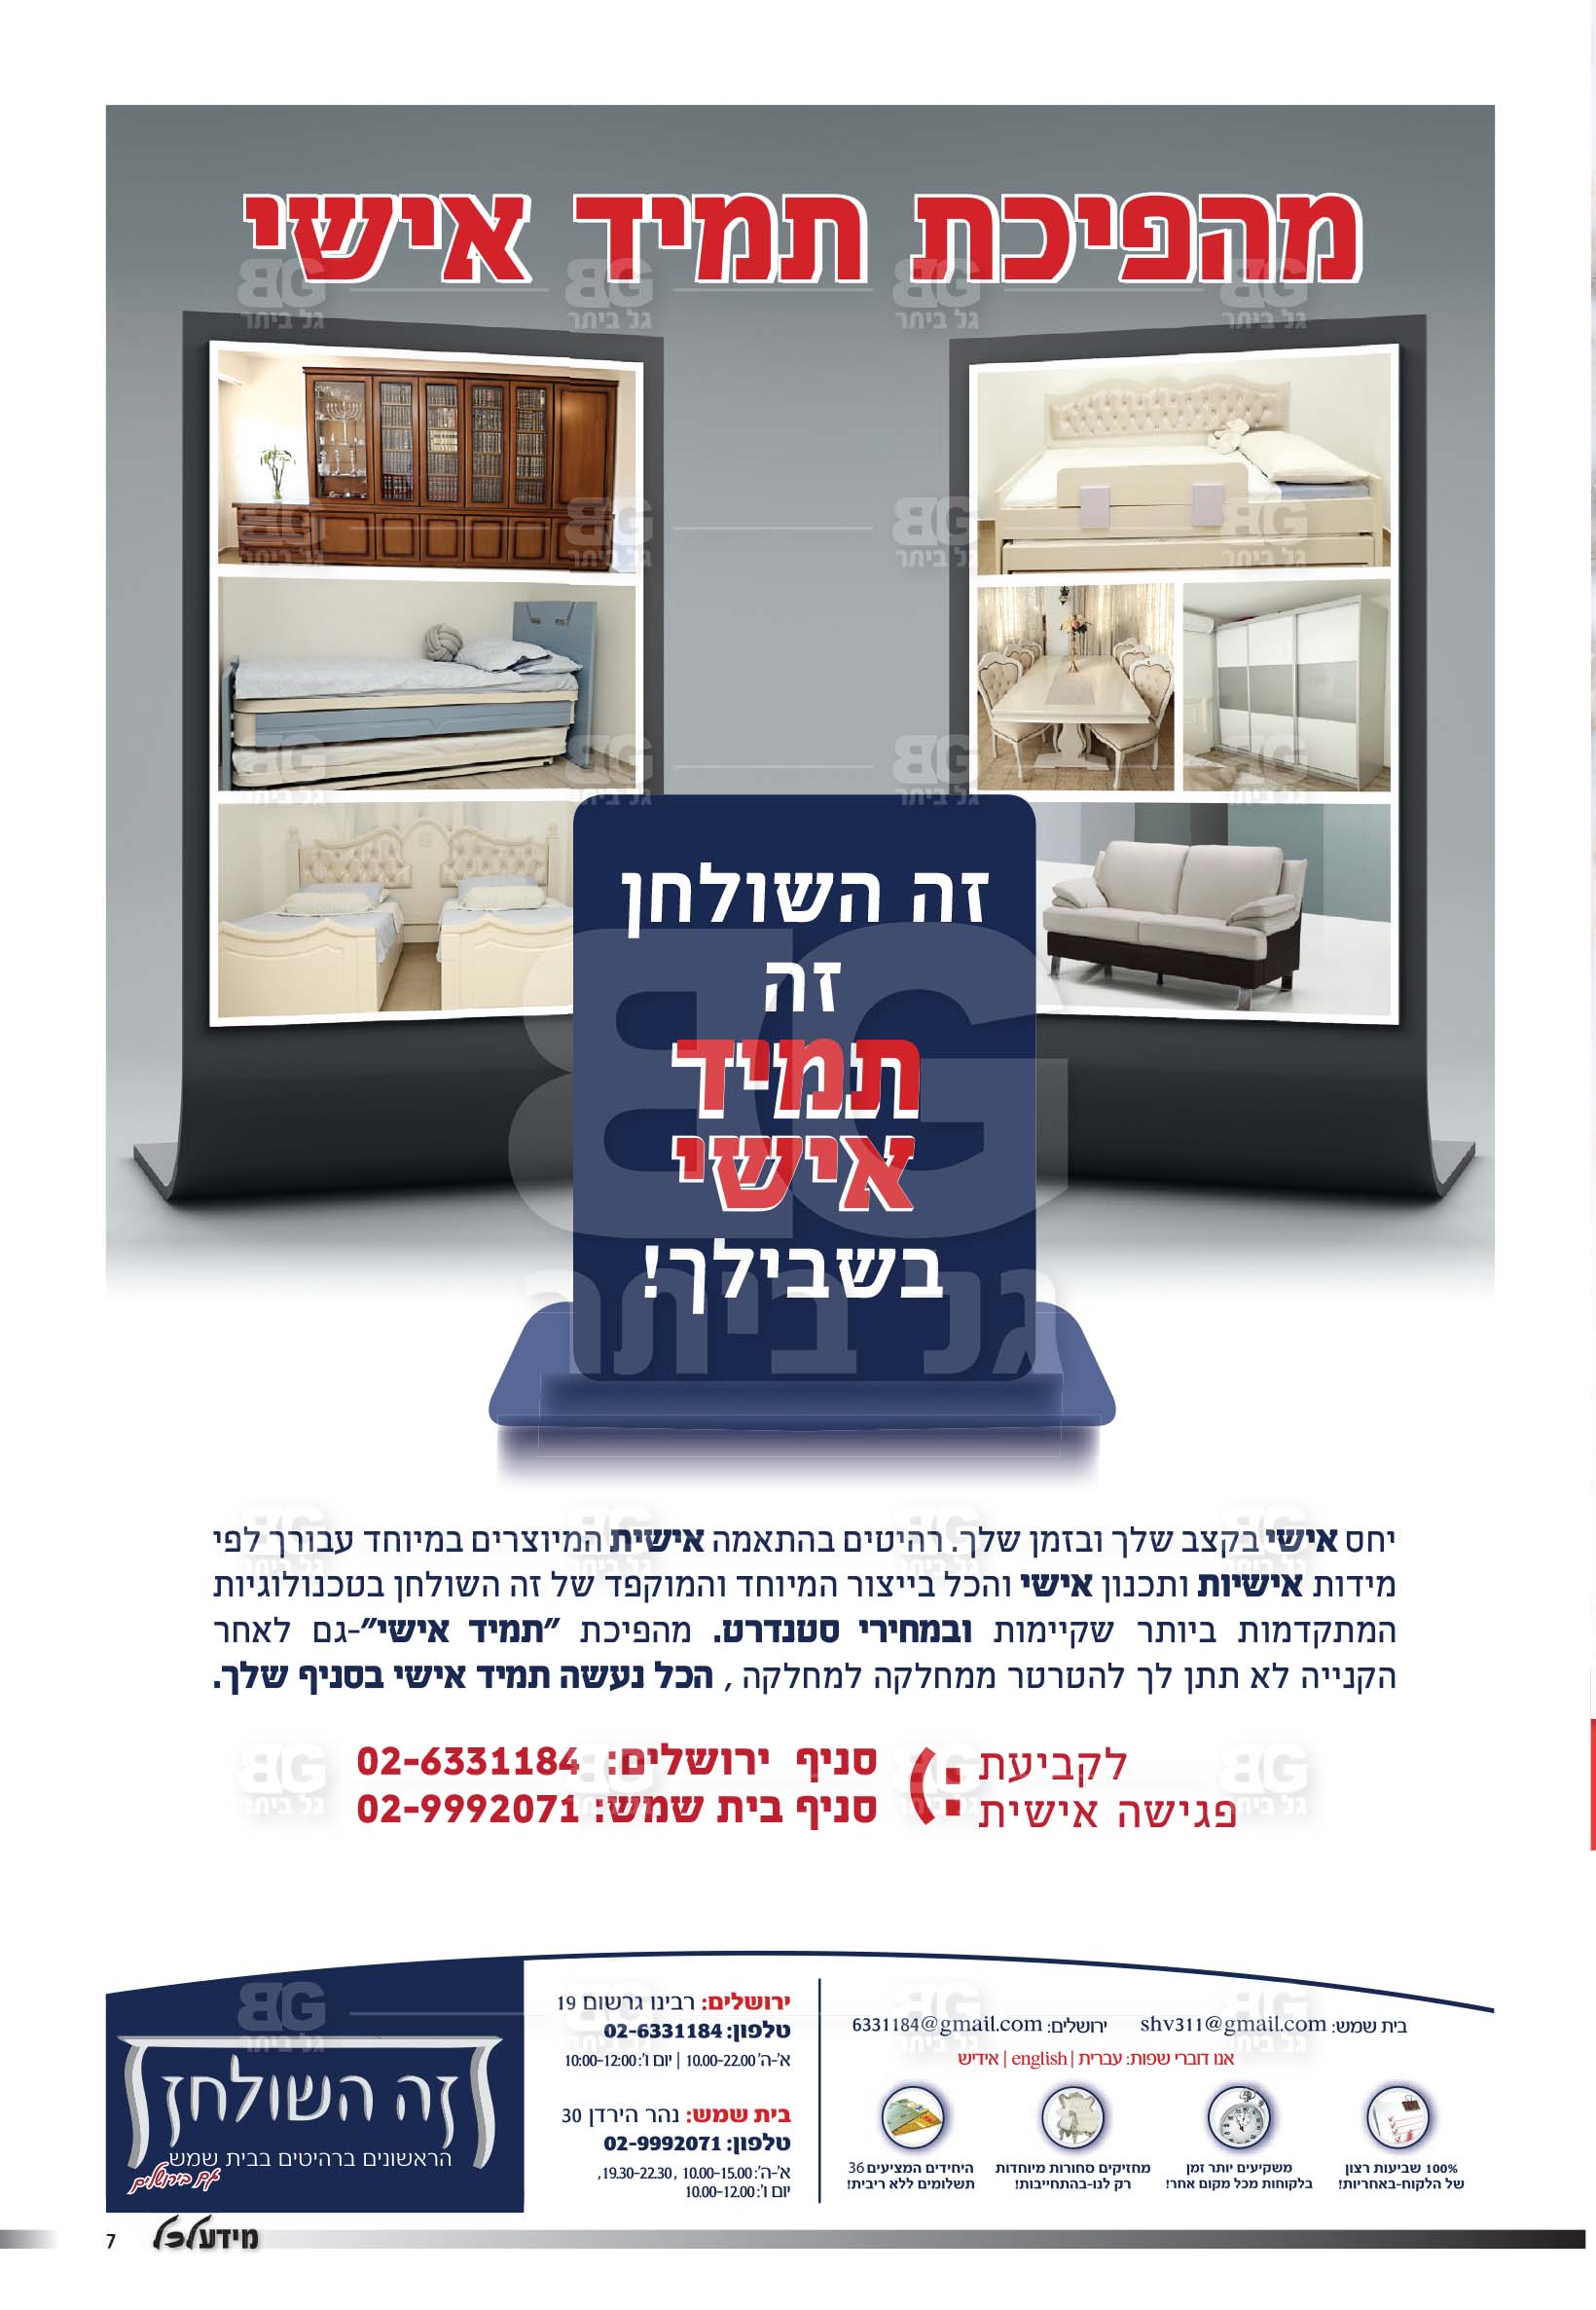 מהפיכת תמיד אישי
זה השולחן
זה
תמיד
אישי
בשבילך!
יחס אישי בקצב שלך ובזמן שלך. רהיטים בהתאמה אישית המיוצרים במיוחד עבורך לפי
מידות אישיות ותכנון אישי והכל בייצור המיוחד והמוקפד של זה השולחן בטכנולוגיות
המתקדמות ביותר שקיימות ובמחירי סטנדרט. מהפיכת "תמיד אישי"-גם לאחר
הקנייה לא תתן לך להטרטר ממחלקה למחלקה , הכל נעשה תמיד אישי בסניף שלך.
לקביעת
פגישה אישית:
סניף ירושלים: 02-6331184
סניף בית שמש: 02-9992071
בית שמש: shv311@gmail.com ירושלים: 6331184@gmail.com
אנו דוברי שפות: עברית | english | אידיש
100% שביעות רצון
של הלקוח-באחריות!
משקיעים יותר זמן
בלקוחות מכל מקום אחר!
מחזיקים סחורות מיוחדות
רק לנו-בהתחייבות!
היחידים המציעים 36
תשלומים ללא ריבית!
ירושלים: רבינו גרשום 19
טלפון: 02-6331184
א'-ה' 10.00-22.00 | יום ו': 10:00-12:00
בית שמש: נהר הירדן 30
טלפון: 02-9992071
א'-ה': 10.00-15.00 , 19.30-22.30,
יום ו': 10.00-12.00
זה השולחן
הראשונים ברהיטים בבית שמש
גם בירושלים
מידע לכל
7
BG
גל ביתר